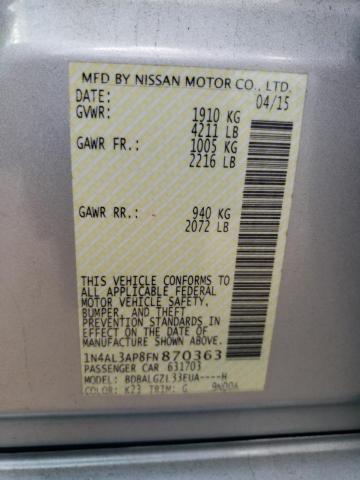 MFD BY NISSAN MOTOR CO., LTD.
DATE: 04/15
GVWR: 1910 KG
4211 LB
GAWR FR.: 1005 KG
2216 LB
GAWR RR.: 940 KG
2072 LB
THIS VEHICLE CONFORMS TO
ALL APPLICABLE FEDERAL
MOTOR VEHICLE SAFETY,
BUMPER, AND THEFT
PREVENTION STANDARDS
IN EFFECT ON THE DATE OF
MANUFACTURE SHOWN ABOVE.
1N4AL3AP8FN870363
PASSENGER CAR 631703
MODEL: BDBALGZL33EUA----H
COLOR: K23 TRIM: G 9N00A